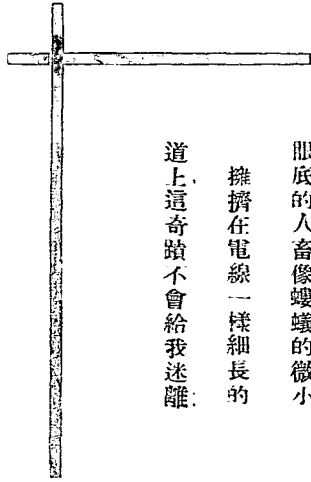 眼底的人畜像螻蟻的微小
擁擠在電線一樣細長的
道上，這奇蹟不會給我迷離；